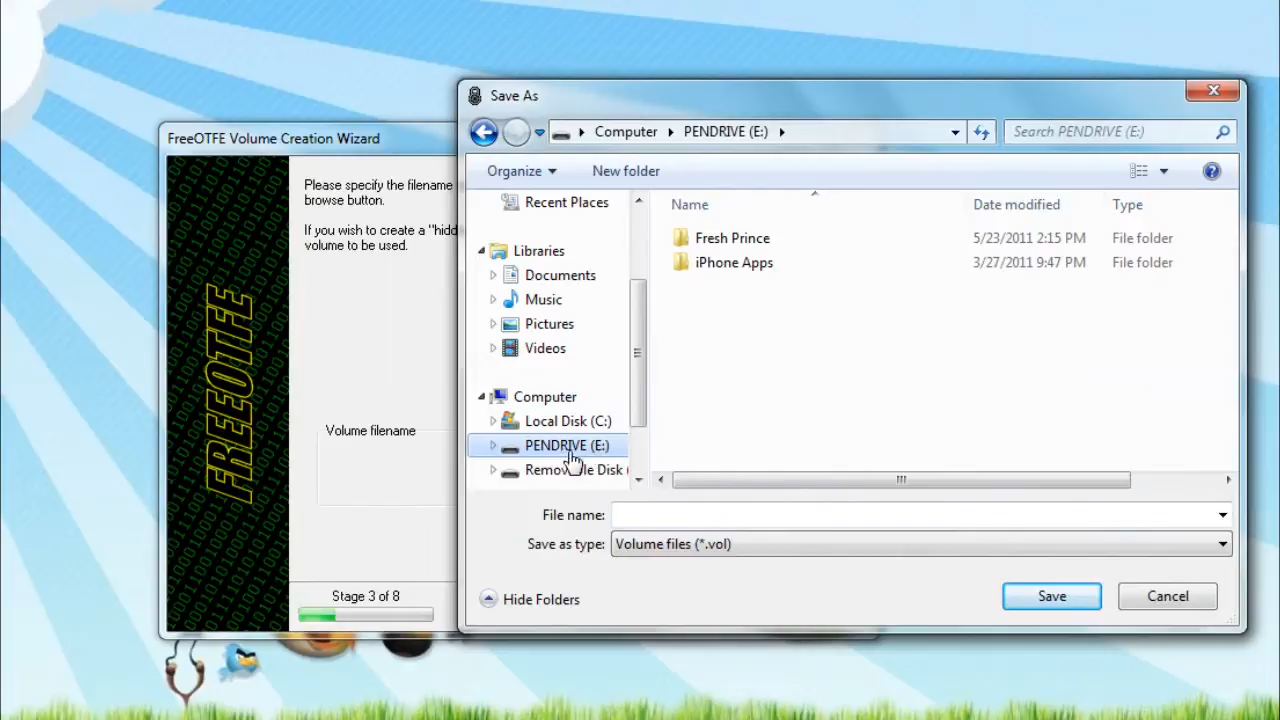 Save As
Computer PENDRIVE (E:)
Search PENDRIVE (E:)
FreeOTFE Volume Creation Wizard
Organize
New folder
Please specify the filename
browse button.
If you wish to create a "hidd
volume to be used.
FREEOTFE
Volume filename
Stage 3 of 8
Recent Places
Libraries
Documents
Music
Pictures
Videos
Computer
Local Disk (C:)
PENDRIVE (E:)
Disk (
Name Date modified Type
Fresh Prince 5/23/2011 2:15 PM File folder
iPhone Apps 3/27/2011 9:47 PM File folder
File name:
Save as type: Volume files (*.vol)
Hide Folders
Save
Cancel